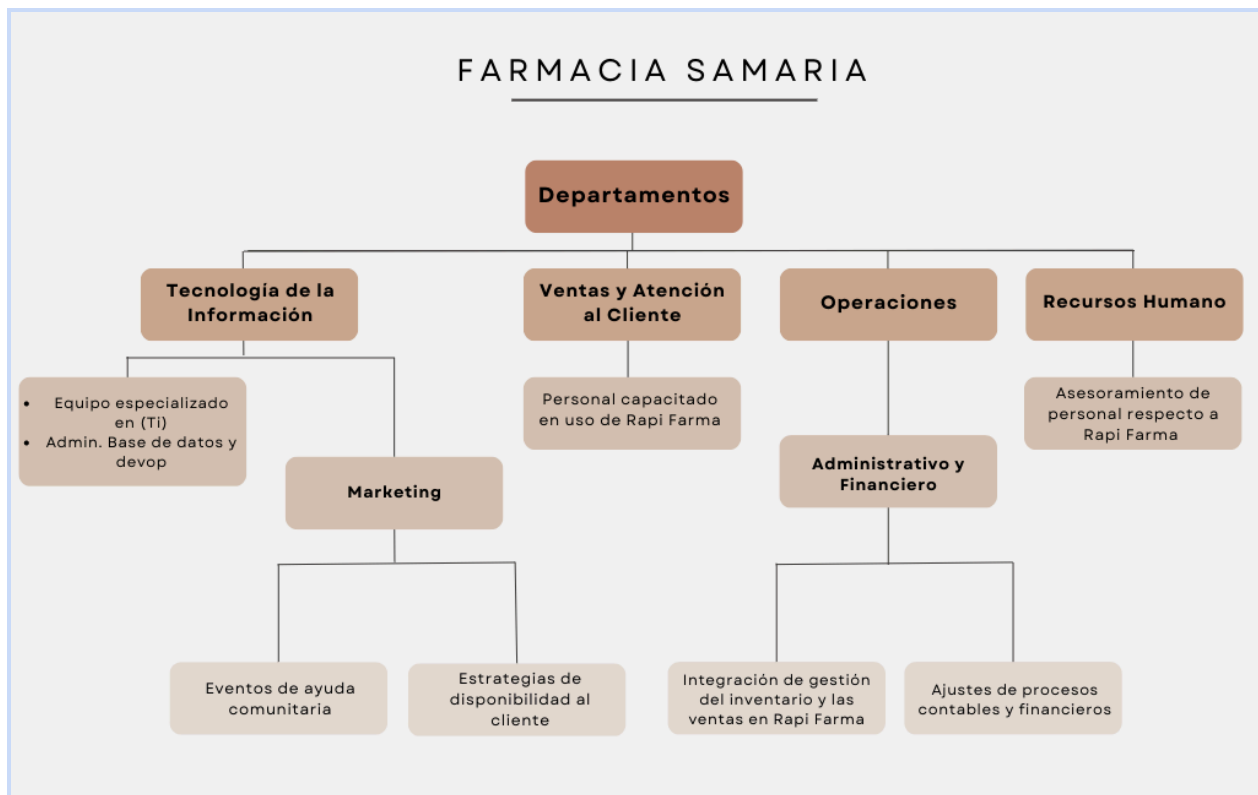 FARMACIA SAMARIA
Departamentos
Tecnología de la
Información
Ventas y Atención
al Cliente
Operaciones
Recursos Humano
• Equipo especializado
en (Ti)
• Admin. Base de datos y
devop
Personal capacitado
en uso de Rapi Farma
Asesoramiento de
personal respecto a
Rapi Farma
Marketing
Administrativo y
Financiero
Eventos de ayuda
comunitaria
Estrategias de
disponibilidad al
cliente
Integración de gestión
del inventario y las
ventas en Rapi Farma
Ajustes de procesos
contables y financieros